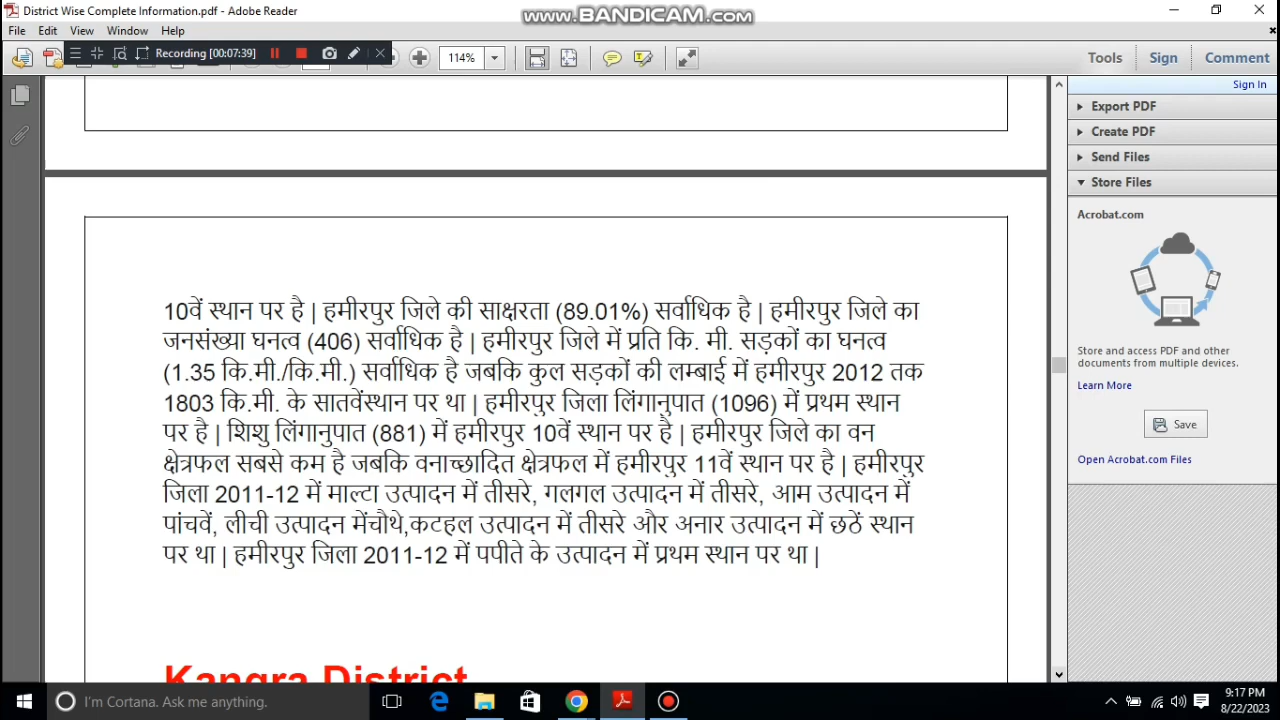 District Wise Complete Information.pdf - Adobe Reader
www.BANDICAM.com
File Edit View Window Help
Recording [00:07:39]
114%
Tools Sign Comment
Sign In
Export PDF
Create PDF
Send Files
Store Files
Acrobat.com
Store and access PDF and other
documents from multiple devices.
Learn More
Save
Open Acrobat.com Files
10वें स्थान पर है | हमीरपुर जिले की साक्षरता (89.01%) सर्वाधिक है | हमीरपुर जिले का
जनसंख्या घनत्व (406) सर्वाधिक है | हमीरपुर जिले में प्रति कि. मी. सड़कों का घनत्व
(1.35 कि.मी./कि.मी.) सर्वाधिक है जबकि कुल सड़कों की लम्बाई में हमीरपुर 2012 तक
1803 कि.मी. के सातवेंस्थान पर था | हमीरपुर जिला लिंगानुपात (1096) में प्रथम स्थान
पर है | शिशु लिंगानुपात (881) में हमीरपुर 10वें स्थान पर है | हमीरपुर जिले का वन
क्षेत्रफल सबसे कम है जबकि वनाच्छादित क्षेत्रफल में हमीरपुर 11वें स्थान पर है | हमीरपुर
जिला 2011-12 में माल्टा उत्पादन में तीसरे, गलगल उत्पादन में तीसरे, आम उत्पादन में
पांचवें, लीची उत्पादन मेंचौथे,कटहल उत्पादन में तीसरे और अनार उत्पादन में छठें स्थान
पर था | हमीरपुर जिला 2011-12 में पपीते के उत्पादन में प्रथम स्थान पर था |
Kangra District
I'm Cortana. Ask me anything.
9:17 PM
8/22/2023